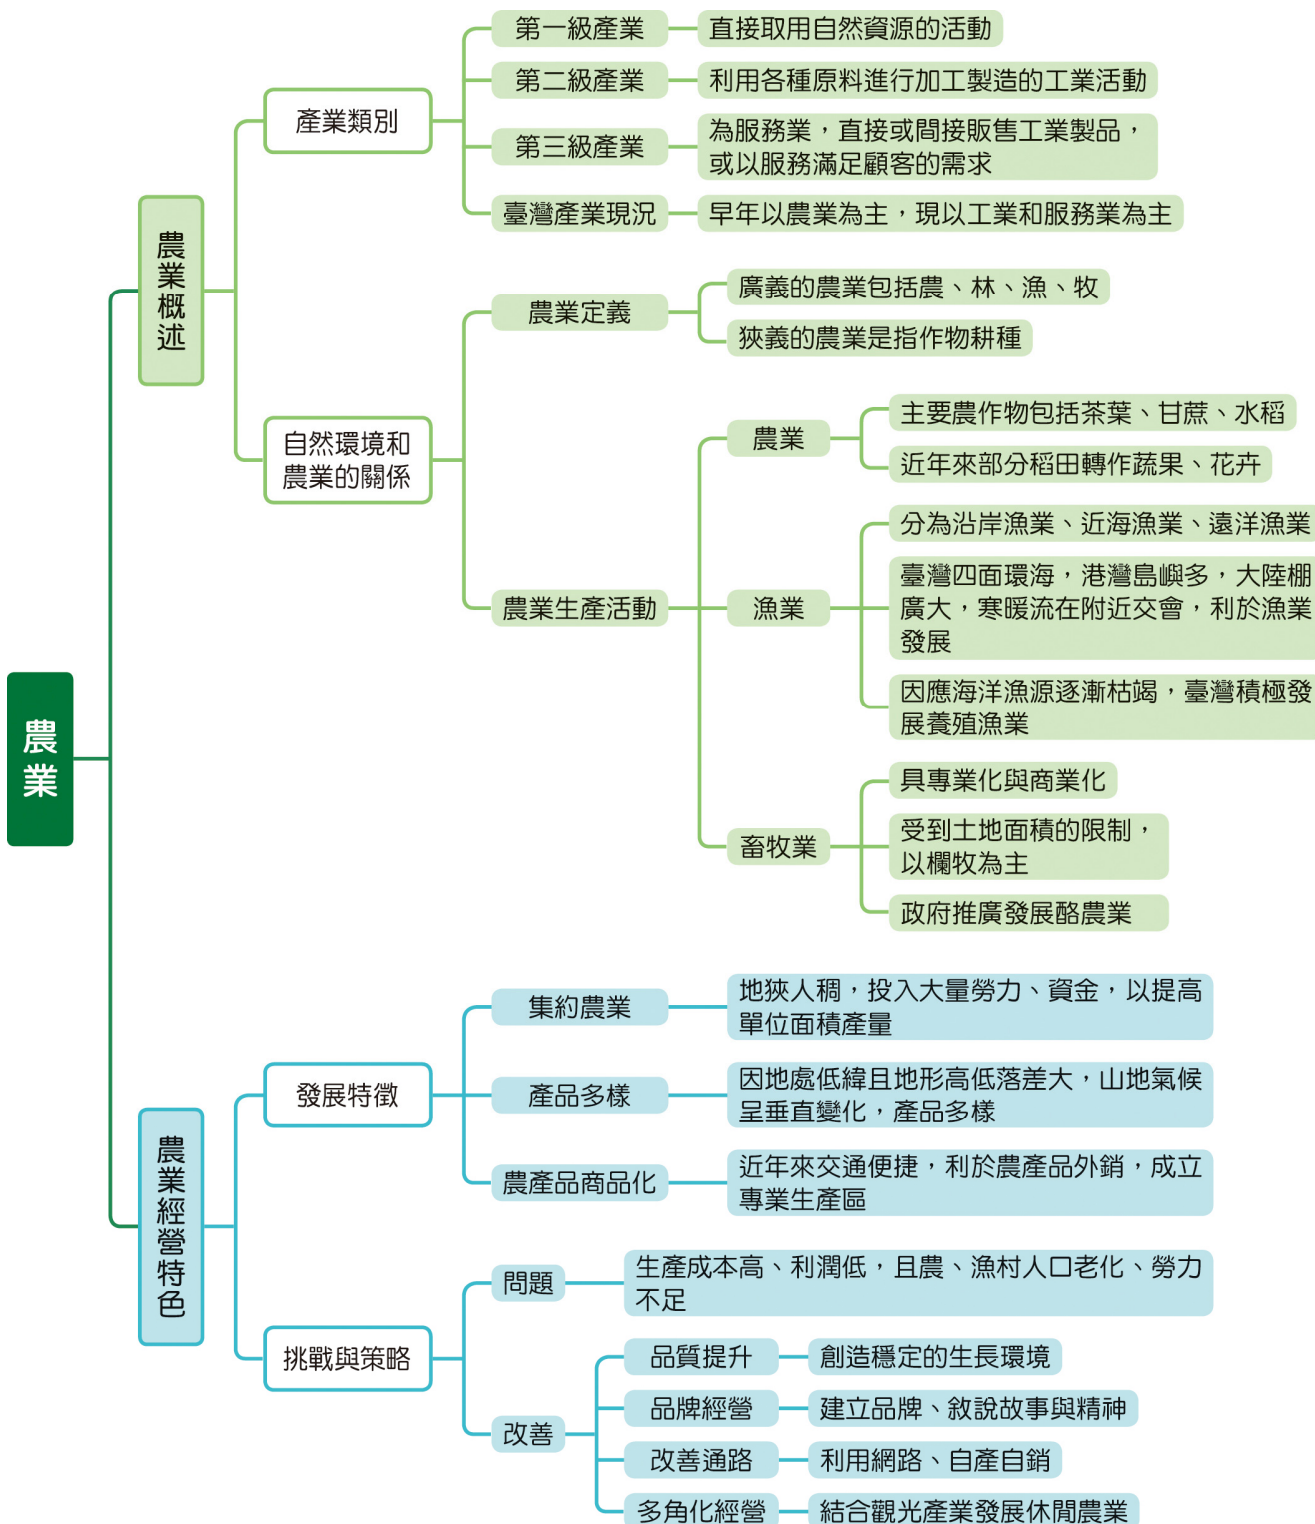 農業
農業概述
產業類別
第一級產業
直接取用自然資源的活動
第二級產業
利用各種原料進行加工製造的工業活動
第三級產業
為服務業，直接或間接販售工業製品，
或以服務滿足顧客的需求
臺灣產業現況
早年以農業為主，現以工業和服務業為主
自然環境和
農業的關係
農業定義
廣義的農業包括農、林、漁、牧
狹義的農業是指作物耕種
農業生產活動
農業
主要農作物包括茶葉、甘蔗、水稻
近年來部分稻田轉作蔬果、花卉
漁業
分為沿岸漁業、近海漁業、遠洋漁業
臺灣四面環海，港灣島嶼多，大陸棚
廣大，寒暖流在附近交會，利於漁業
發展
因應海洋漁源逐漸枯竭，臺灣積極發
展養殖漁業
畜牧業
具專業化與商業化
受到土地面積的限制，
以欄牧為主
政府推廣發展酪農業
農業經營特色
發展特徵
集約農業
地狹人稠，投入大量勞力、資金，以提高
單位面積產量
產品多樣
因地處低緯且地形高低落差大，山地氣候
呈垂直變化，產品多樣
農產品商品化
近年來交通便捷，利於農產品外銷，成立
專業生產區
挑戰與策略
問題
生產成本高、利潤低，且農、漁村人口老化、勞力
不足
改善
品質提升
創造穩定的生長環境
品牌經營
建立品牌、敘說故事與精神
改善通路
利用網路、自產自銷
多角化經營
結合觀光產業發展休閒農業